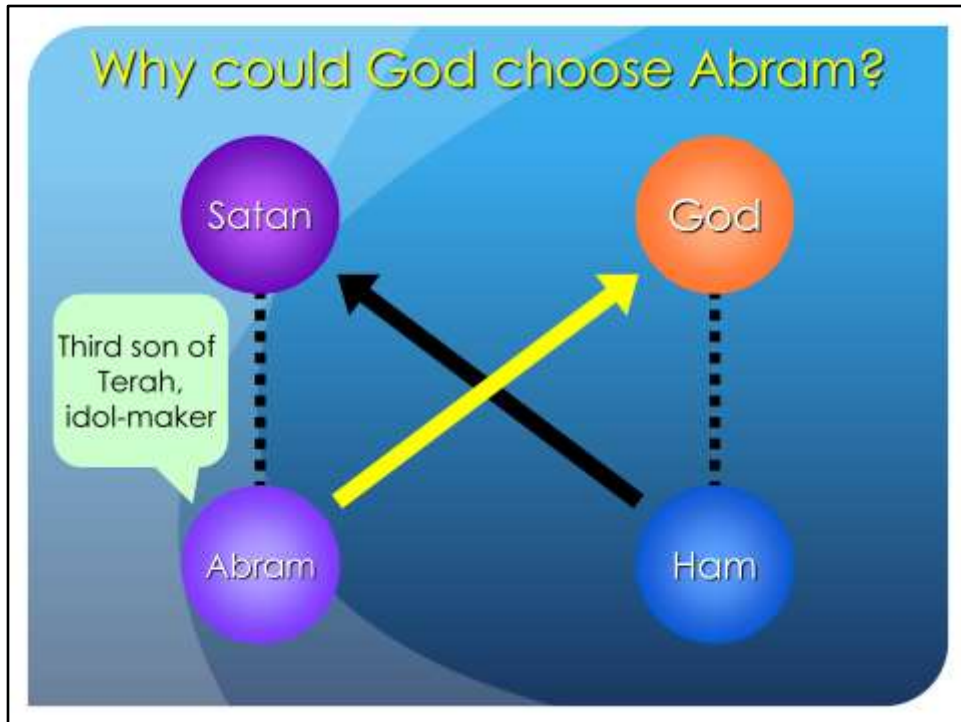 Why could God choose Abram?
Satan
God
Third son of
Terah,
idol-maker
Abram
Ham